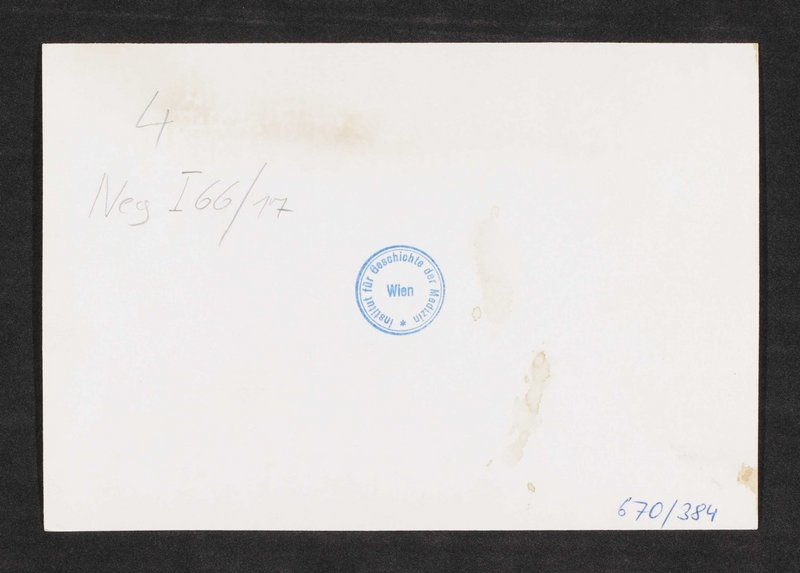 4
Neg I 66/17
Institut für Geschichte der Medizin *
Wien
670/384